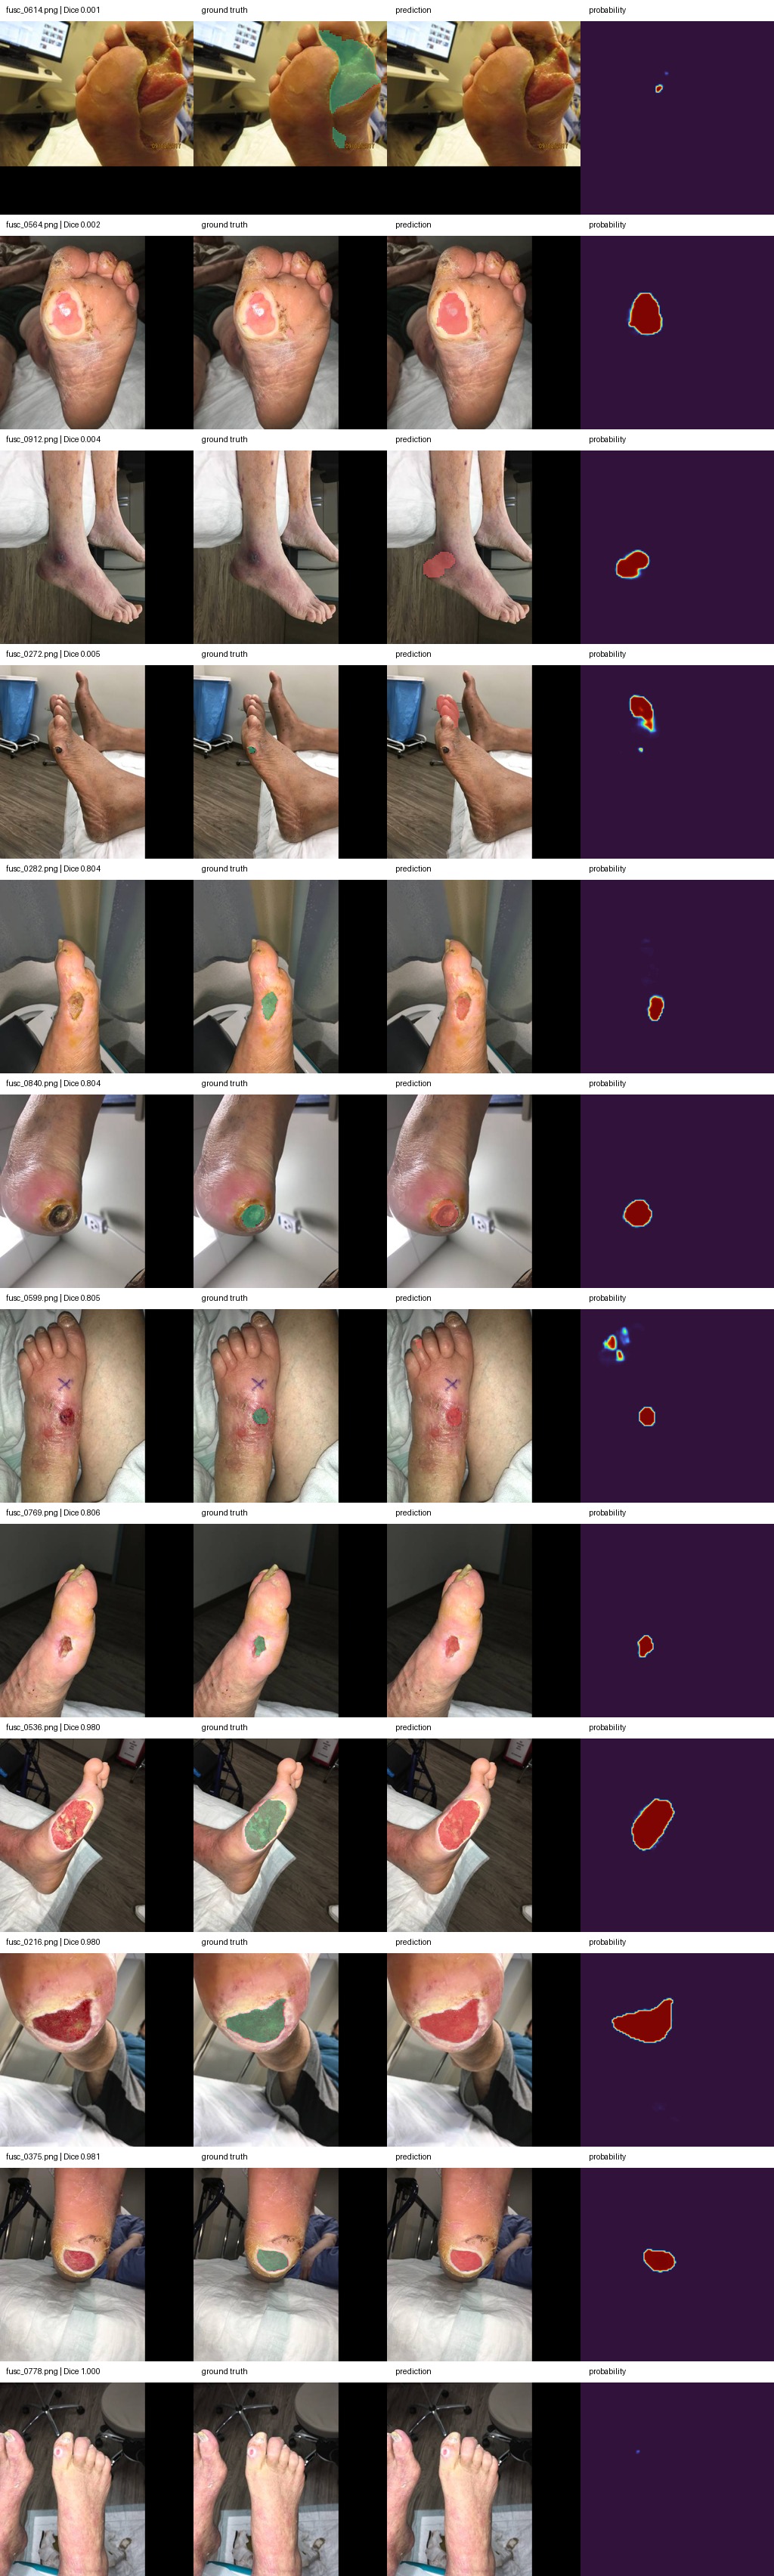 fusc_0614.png | Dice 0.001 ground truth prediction probability
fusc_0564.png | Dice 0.002 ground truth prediction probability
fusc_0912.png | Dice 0.004 ground truth prediction probability
fusc_0272.png | Dice 0.005 ground truth prediction probability
fusc_0282.png | Dice 0.804 ground truth prediction probability
fusc_0840.png | Dice 0.804 ground truth prediction probability
fusc_0599.png | Dice 0.805 ground truth prediction probability
fusc_0769.png | Dice 0.806 ground truth prediction probability
fusc_0536.png | Dice 0.980 ground truth prediction probability
fusc_0216.png | Dice 0.980 ground truth prediction probability
fusc_0375.png | Dice 0.981 ground truth prediction probability
fusc_0778.png | Dice 1.000 ground truth prediction probability